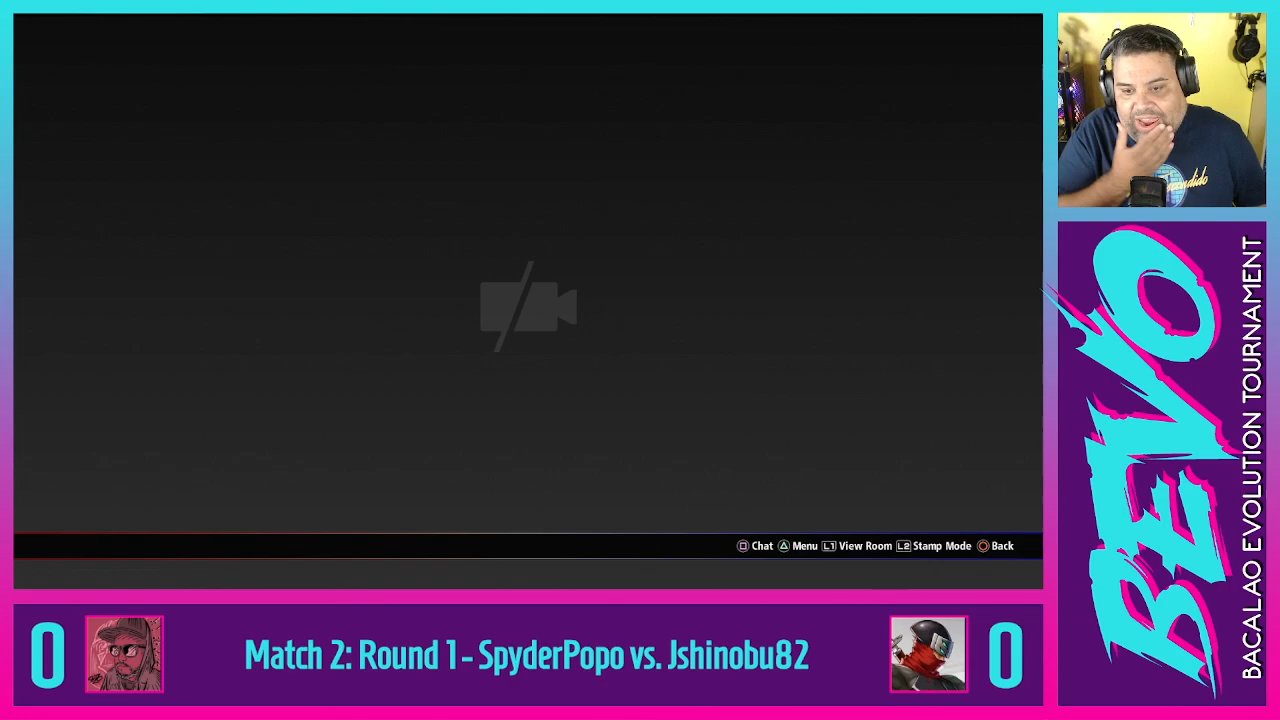 Chat Menu L1 View Room L2 Stamp Mode Back
0 Match 2: Round 1 - SpyderPopo vs. Jshinobu82 0
BEVO
BACALAO EVOLUTION TOURNAMENT